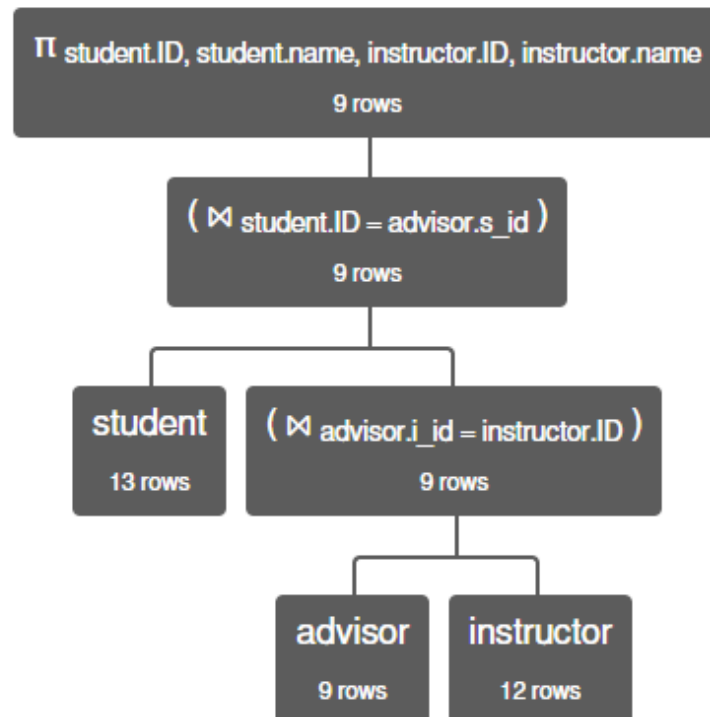 π student.ID, student.name, instructor.ID, instructor.name
9 rows
( ⋈ student.ID = advisor.s_id )
9 rows
student
13 rows
( ⋈ advisor.i_id = instructor.ID )
9 rows
advisor
9 rows
instructor
12 rows